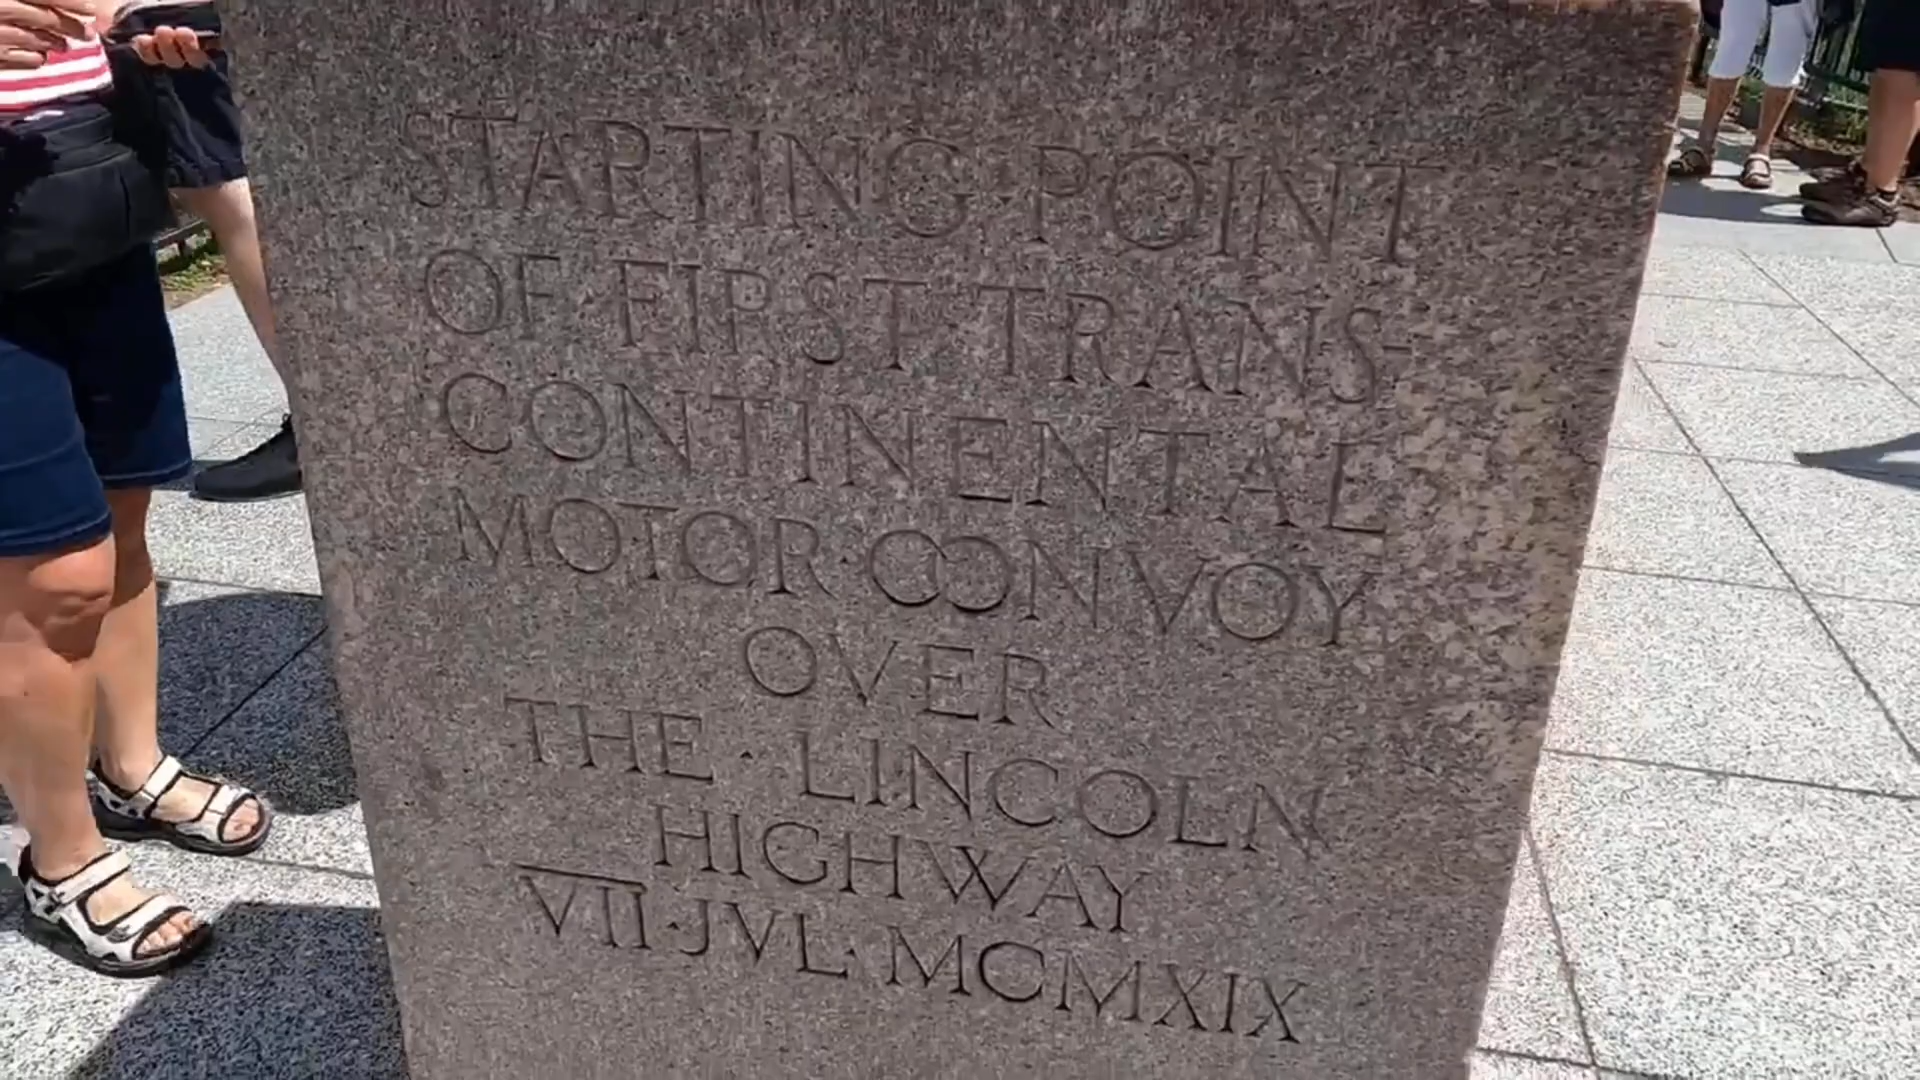 STARTING·POINT
OF·FIRST·TRANS-
CONTINENTAL
MOTOR·CONVOY
OVER
THE · LINCOLN
HIGHWAY
VII·JVL·MCMXIX